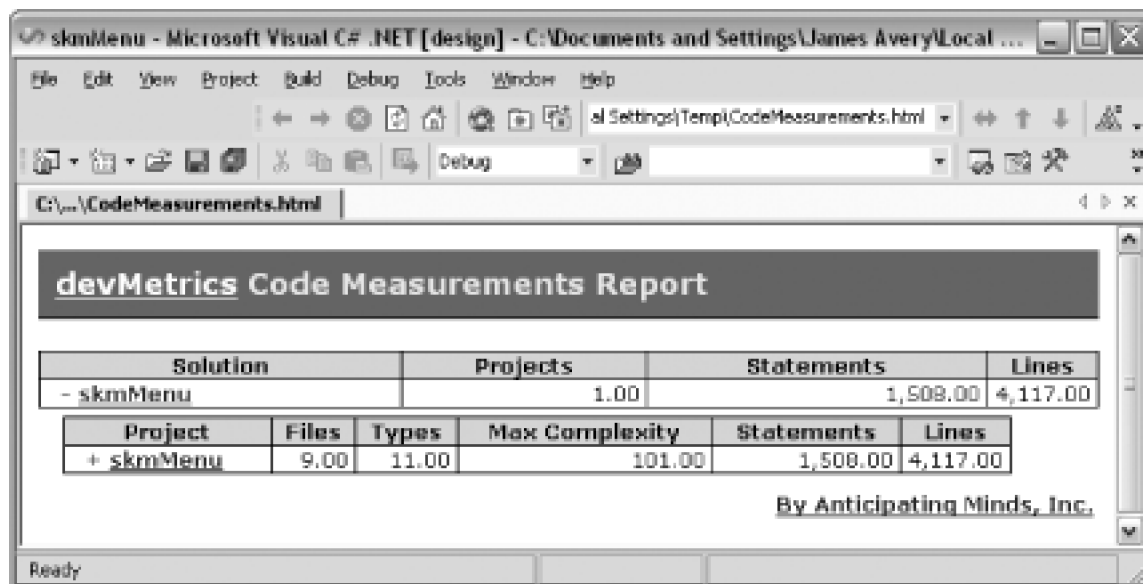 skmMenu - Microsoft Visual C# .NET [design] - C:\Documents and Settings\James Avery\Local ...
File Edit View Project Build Debug Tools Window Help
al Settings\Temp\CodeMeasurements.html
Debug
C:\...\CodeMeasurements.html
devMetrics Code Measurements Report
Solution Projects Statements Lines
- skmMenu 1.00 1,508.00 4,117.00
Project Files Types Max Complexity Statements Lines
+ skmMenu 9.00 11.00 101.00 1,508.00 4,117.00
By Anticipating Minds, Inc.
Ready